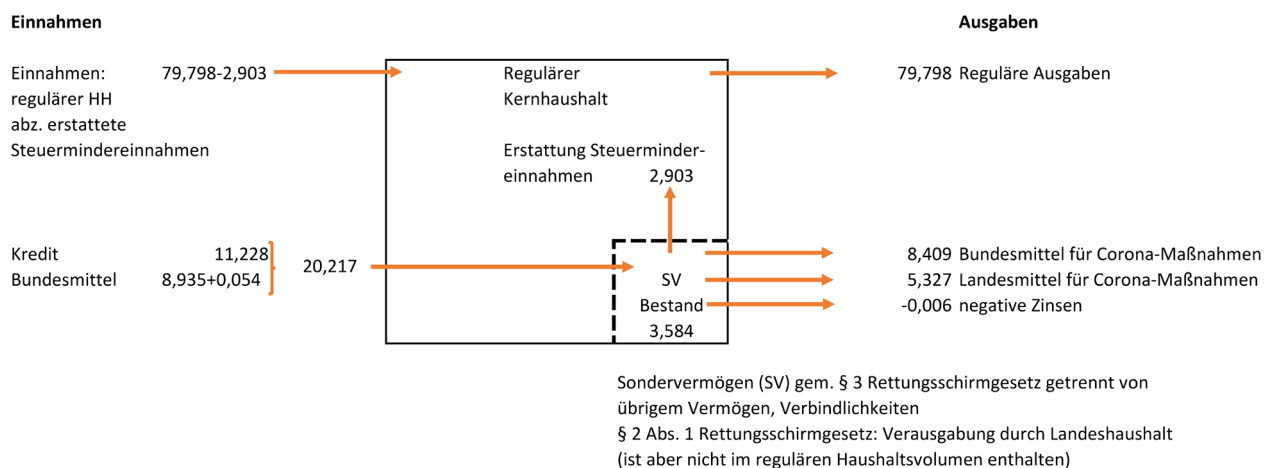 Einnahmen
Ausgaben
Einnahmen: 79,798-2,903
regulärer HH
abz. erstattete
Steuermindereinnahmen
Regulärer
Kernhaushalt
79,798 Reguläre Ausgaben
Erstattung Steuerminder-
einnahmen 2,903
Kredit 11,228
Bundesmittel 8,935+0,054
20,217
SV
Bestand
3,584
8,409 Bundesmittel für Corona-Maßnahmen
5,327 Landesmittel für Corona-Maßnahmen
-0,006 negative Zinsen
Sondervermögen (SV) gem. § 3 Rettungsschirmgesetz getrennt von
übrigem Vermögen, Verbindlichkeiten
§ 2 Abs. 1 Rettungsschirmgesetz: Verausgabung durch Landeshaushalt
(ist aber nicht im regulären Haushaltsvolumen enthalten)